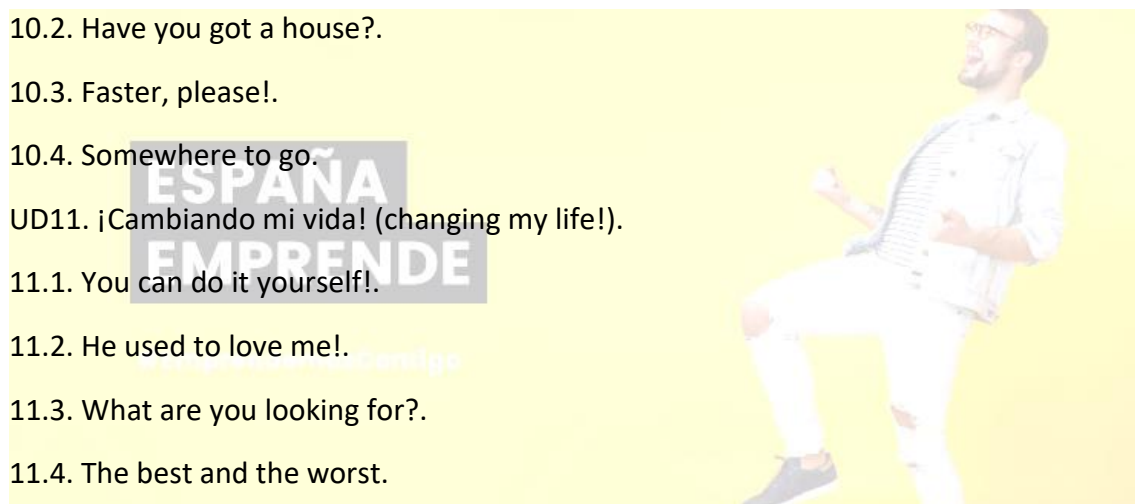 10.2. Have you got a house?.
10.3. Faster, please!.
10.4. Somewhere to go.
ESPAÑA
UD11. ¡Cambiando mi vida! (changing my life!).
EMPRENDE
11.1. You can do it yourself!.
11.2. He used to love me!.
11.3. What are you looking for?.
11.4. The best and the worst.